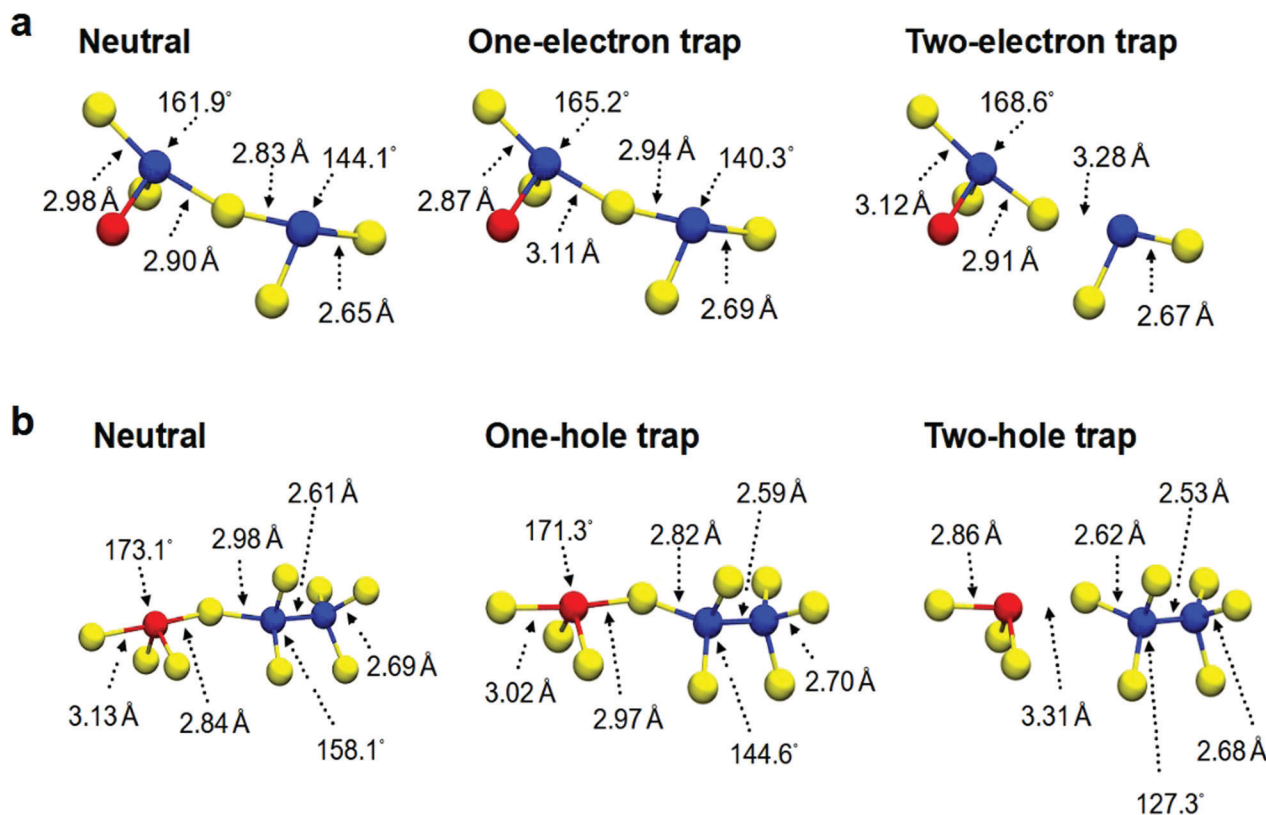 a
Neutral
One-electron trap
Two-electron trap
161.9°
2.83 Å
144.1°
2.98 Å
2.90 Å
2.65 Å
165.2°
2.94 Å
140.3°
2.87 Å
3.11 Å
2.69 Å
168.6°
3.28 Å
3.12 Å
2.91 Å
2.67 Å
b
Neutral
One-hole trap
Two-hole trap
2.61 Å
173.1°
2.98 Å
2.69 Å
3.13 Å
2.84 Å
158.1°
2.59 Å
171.3°
2.82 Å
3.02 Å
2.97 Å
2.70 Å
144.6°
2.53 Å
2.86 Å
2.62 Å
3.31 Å
2.68 Å
127.3°